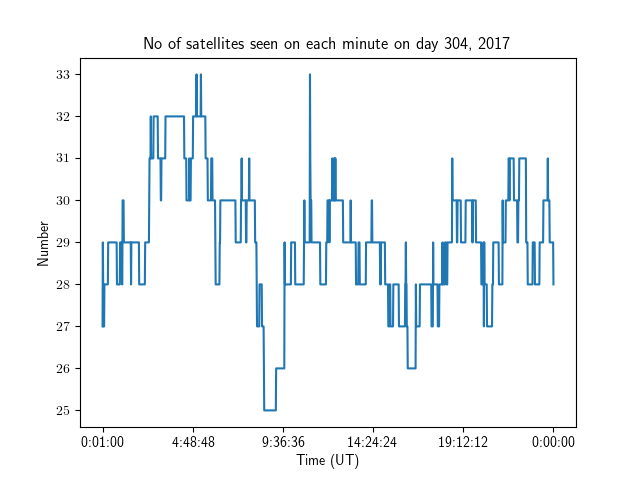 No of satellites seen on each minute on day 304, 2017
33
32
31
30
29
28
27
26
25
Number
0:01:00 4:48:48 9:36:36 14:24:24 19:12:12 0:00:00
Time (UT)